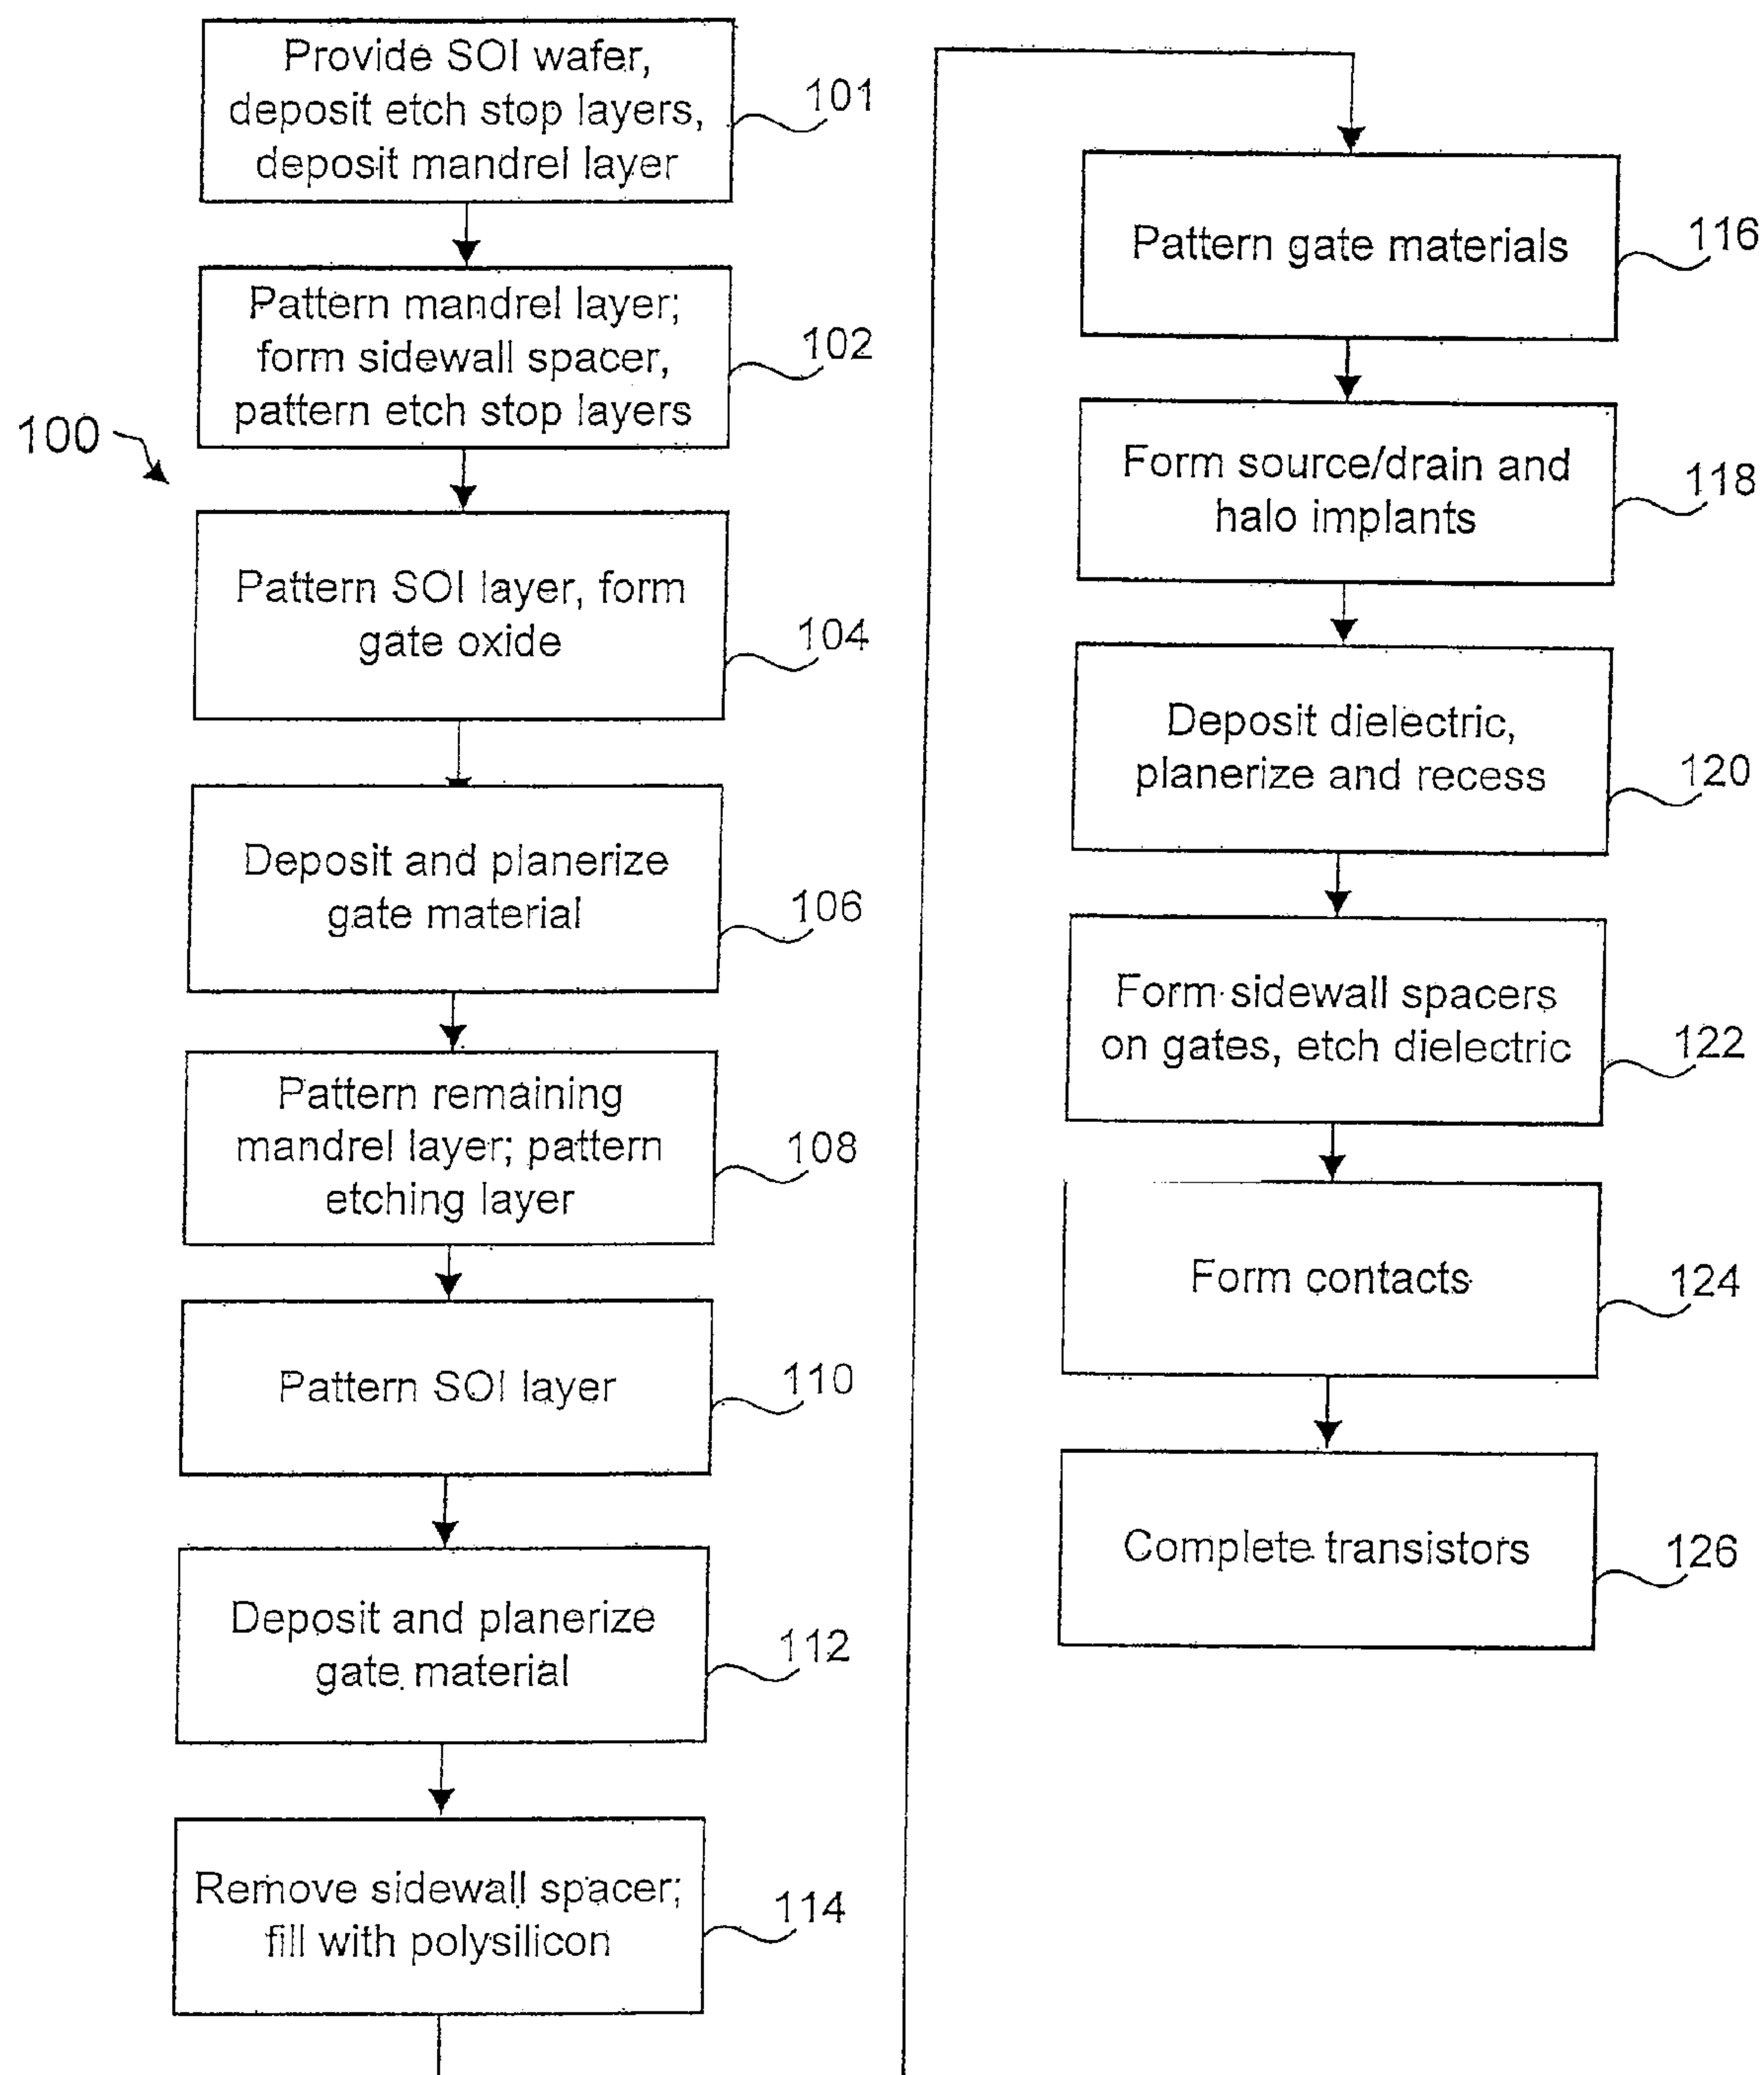 Provide SOI wafer,
deposit etch stop layers,
deposit mandrel layer
101
Pattern mandrel layer;
form sidewall spacer,
pattern etch stop layers
102
100
Pattern SOI layer, form
gate oxide
104
Deposit and planerize
gate material
106
Pattern remaining
mandrel layer; pattern
etching layer
108
Pattern SOI layer
110
Deposit and planerize
gate material
112
Remove sidewall spacer;
fill with polysilicon
114
Pattern gate materials
116
Form source/drain and
halo implants
118
Deposit dielectric,
planerize and recess
120
Form sidewall spacers
on gates, etch dielectric
122
Form contacts
124
Complete transistors
126